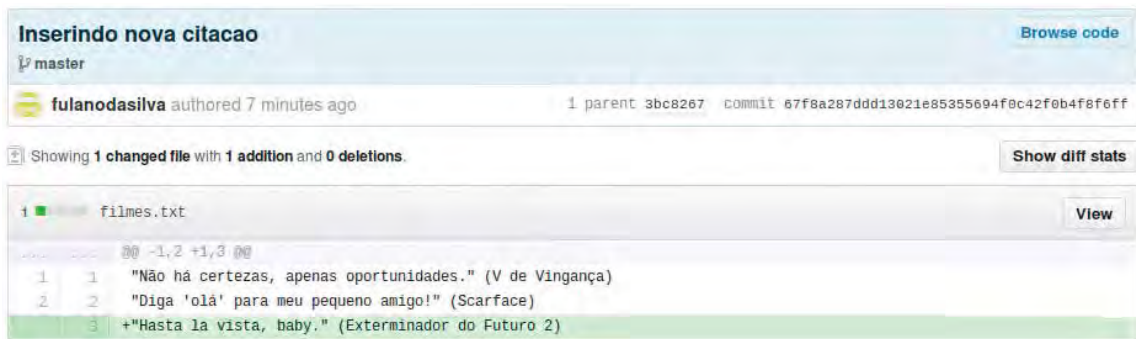 Inserindo nova citacao
Browse code
master
fulanodasilva authored 7 minutes ago
1 parent 3bc8267 commit 67f8a287ddd13021e85355694f0c42f0b4f8f6ff
Showing 1 changed file with 1 addition and 0 deletions.
Show diff stats
1 filmes.txt
View
... ... @@ -1,2 +1,3 @@
1 1 "Não há certezas, apenas oportunidades." (V de Vingança)
2 2 "Diga 'olá' para meu pequeno amigo!" (Scarface)
3 +"Hasta la vista, baby." (Exterminador do Futuro 2)